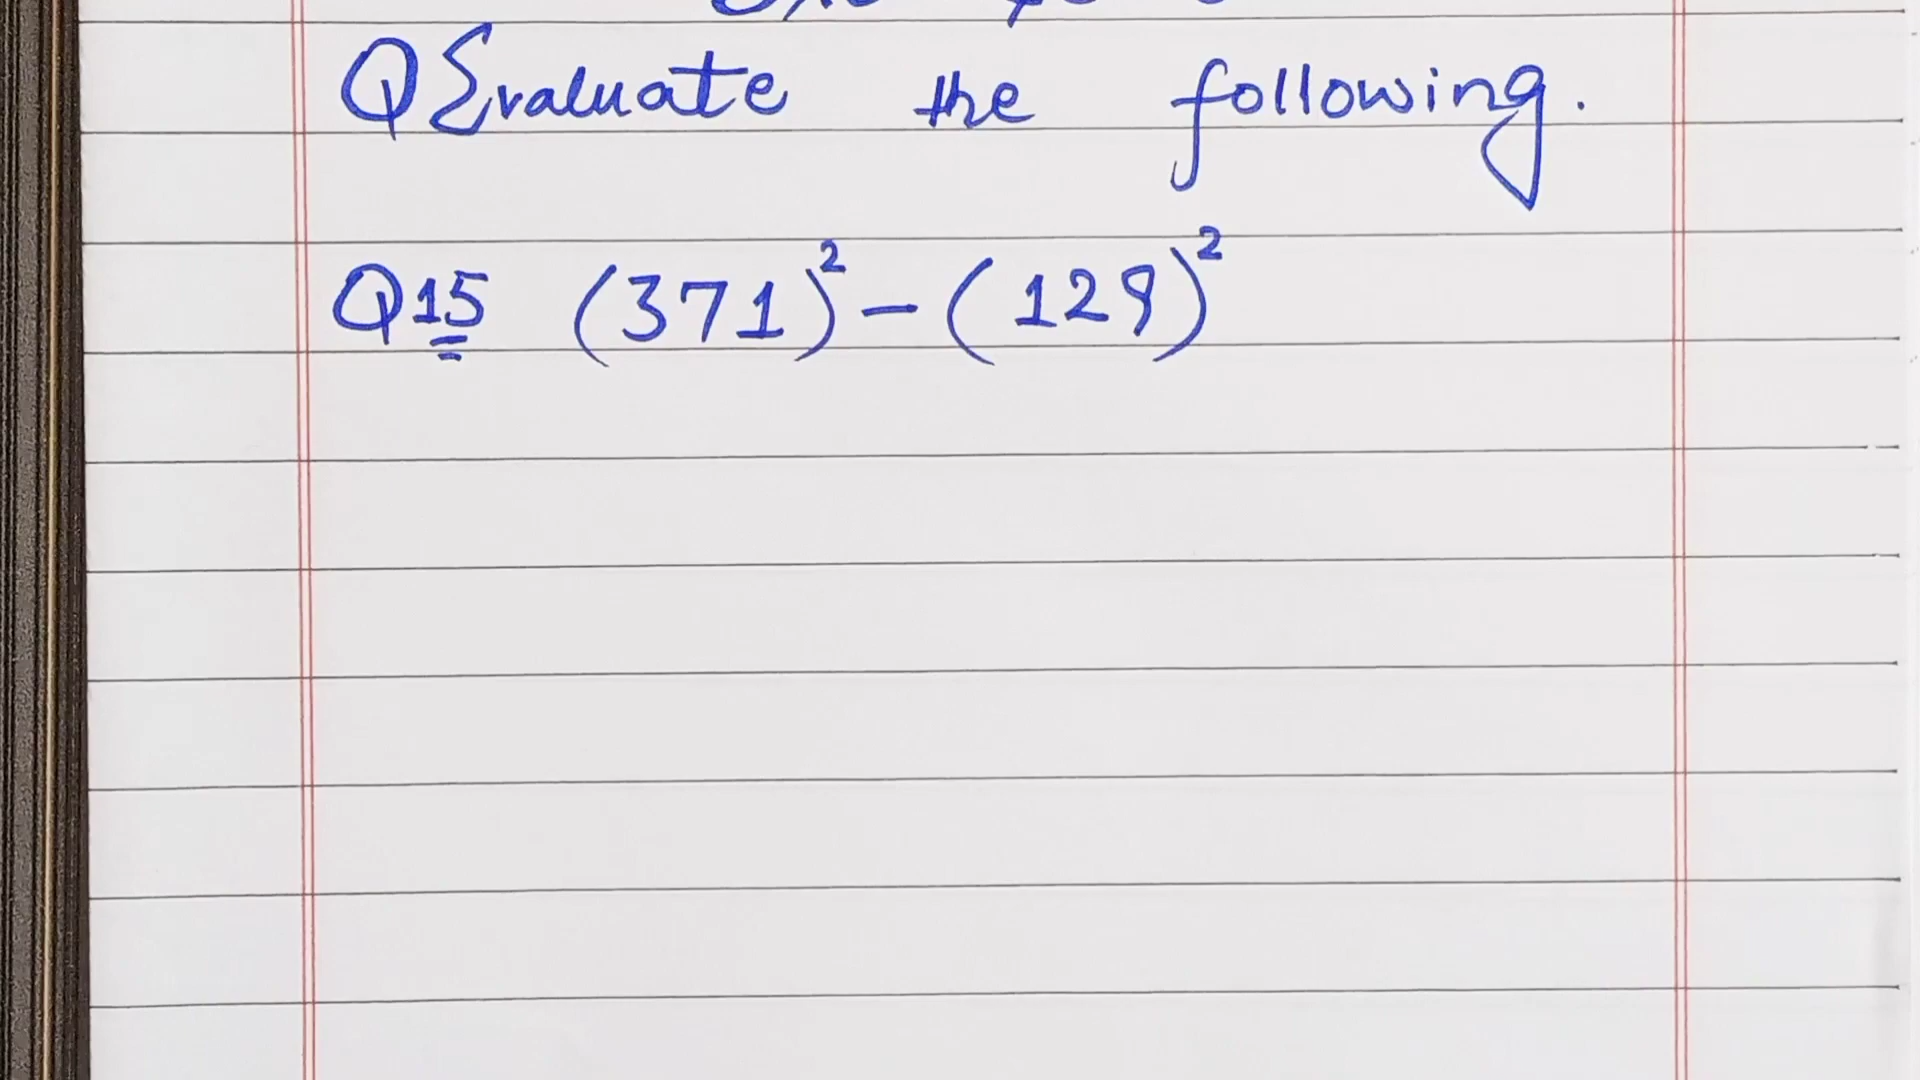 Q Evaluate the following.
Q15 (371)² - (129)²